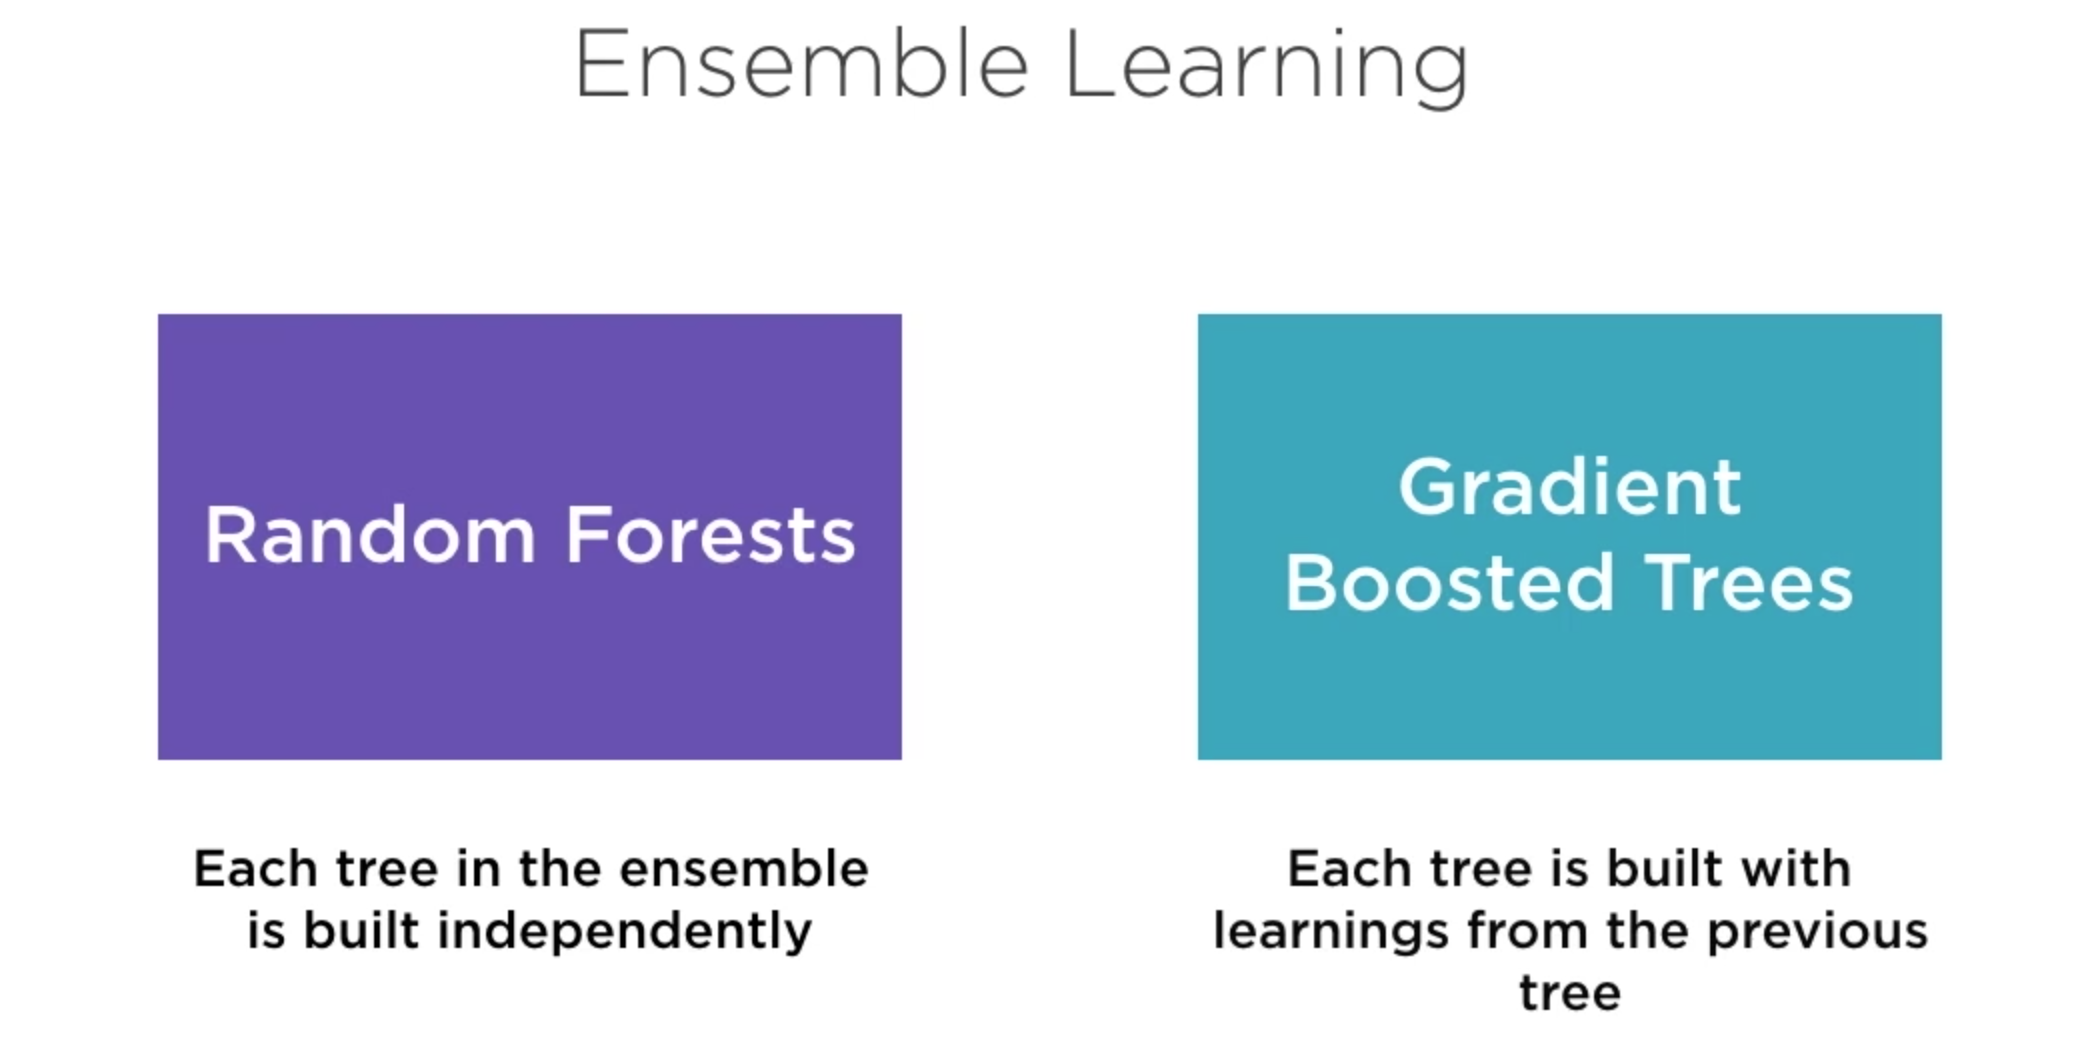 Ensemble Learning
Random Forests
Gradient
Boosted Trees
Each tree in the ensemble
is built independently
Each tree is built with
learnings from the previous
tree